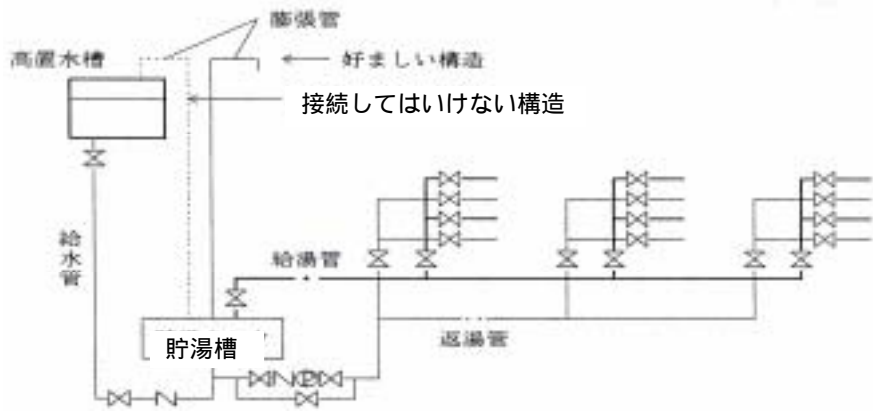 膨張管
高置水槽
好ましい構造
接続してはいけない構造
給水管
給湯管
貯湯槽
返湯管
P